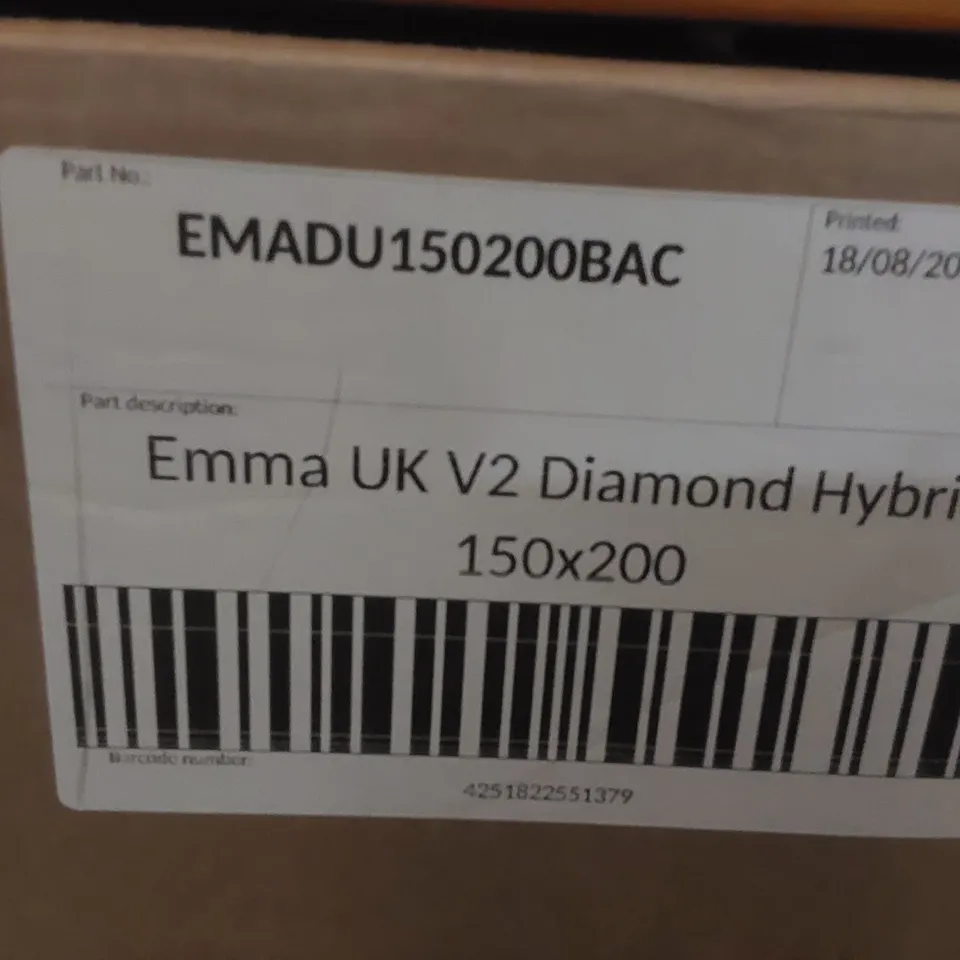 Part No.:
EMADU150200BAC
Printed:
18/08/20
Part description:
Emma UK V2 Diamond Hybri
150x200
Barcode number:
4251822551379